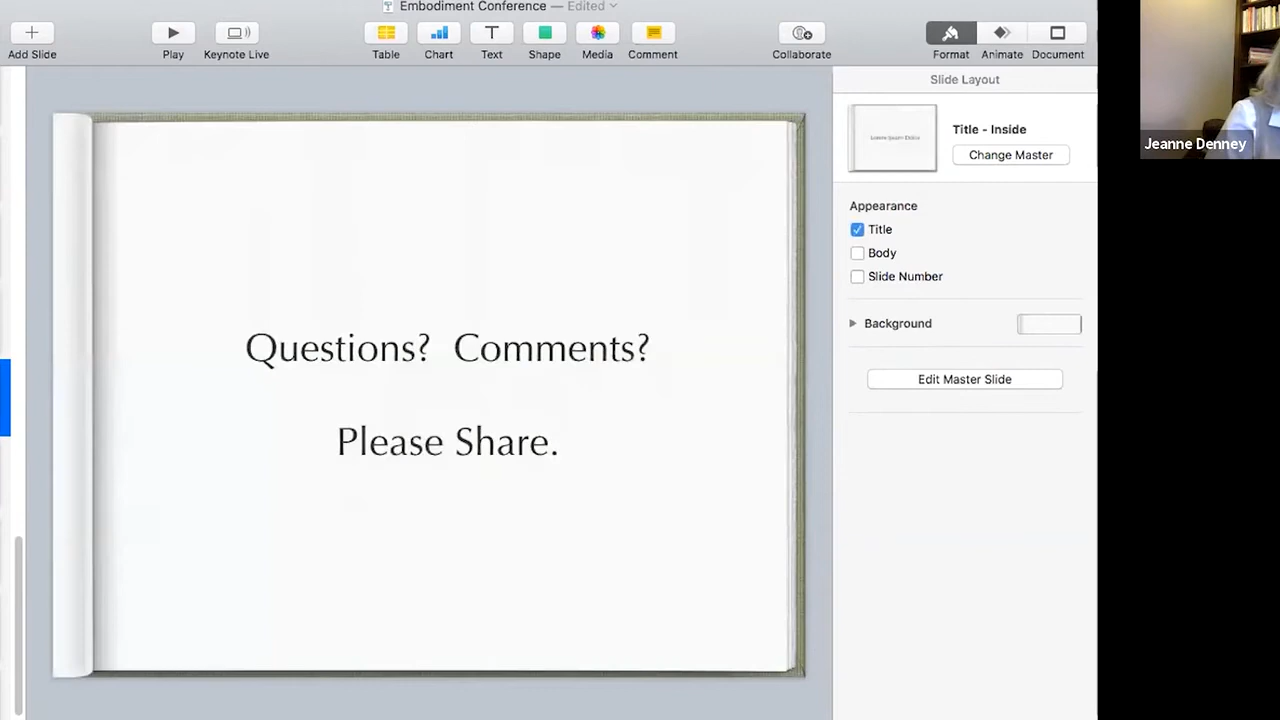 Embodiment Conference — Edited
Add Slide
Play
Keynote Live
Table
Chart
Text
Shape
Media
Comment
Collaborate
Format
Animate
Document
Slide Layout
Title - Inside
Change Master
Appearance
Title
Body
Slide Number
Background
Edit Master Slide
Questions? Comments?
Please Share.
Jeanne Denney